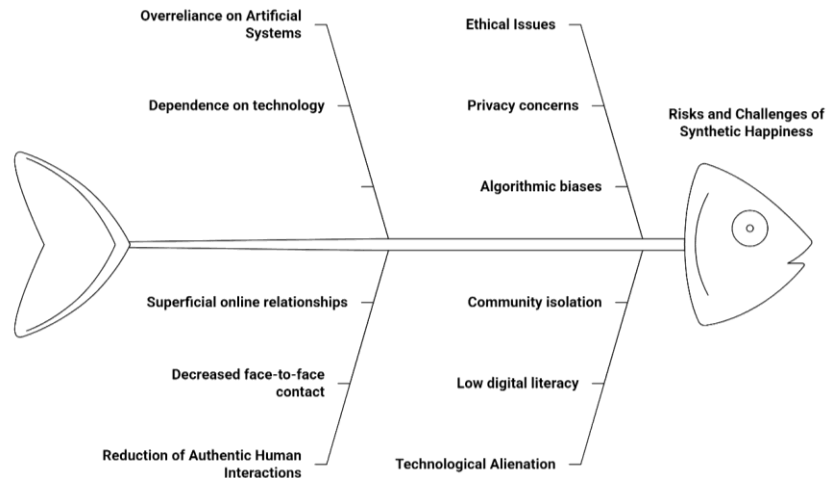 Overreliance on Artificial
Systems
Dependence on technology
Ethical Issues
Privacy concerns
Algorithmic biases
Risks and Challenges of
Synthetic Happiness
Superficial online relationships
Decreased face-to-face
contact
Reduction of Authentic Human
Interactions
Community isolation
Low digital literacy
Technological Alienation